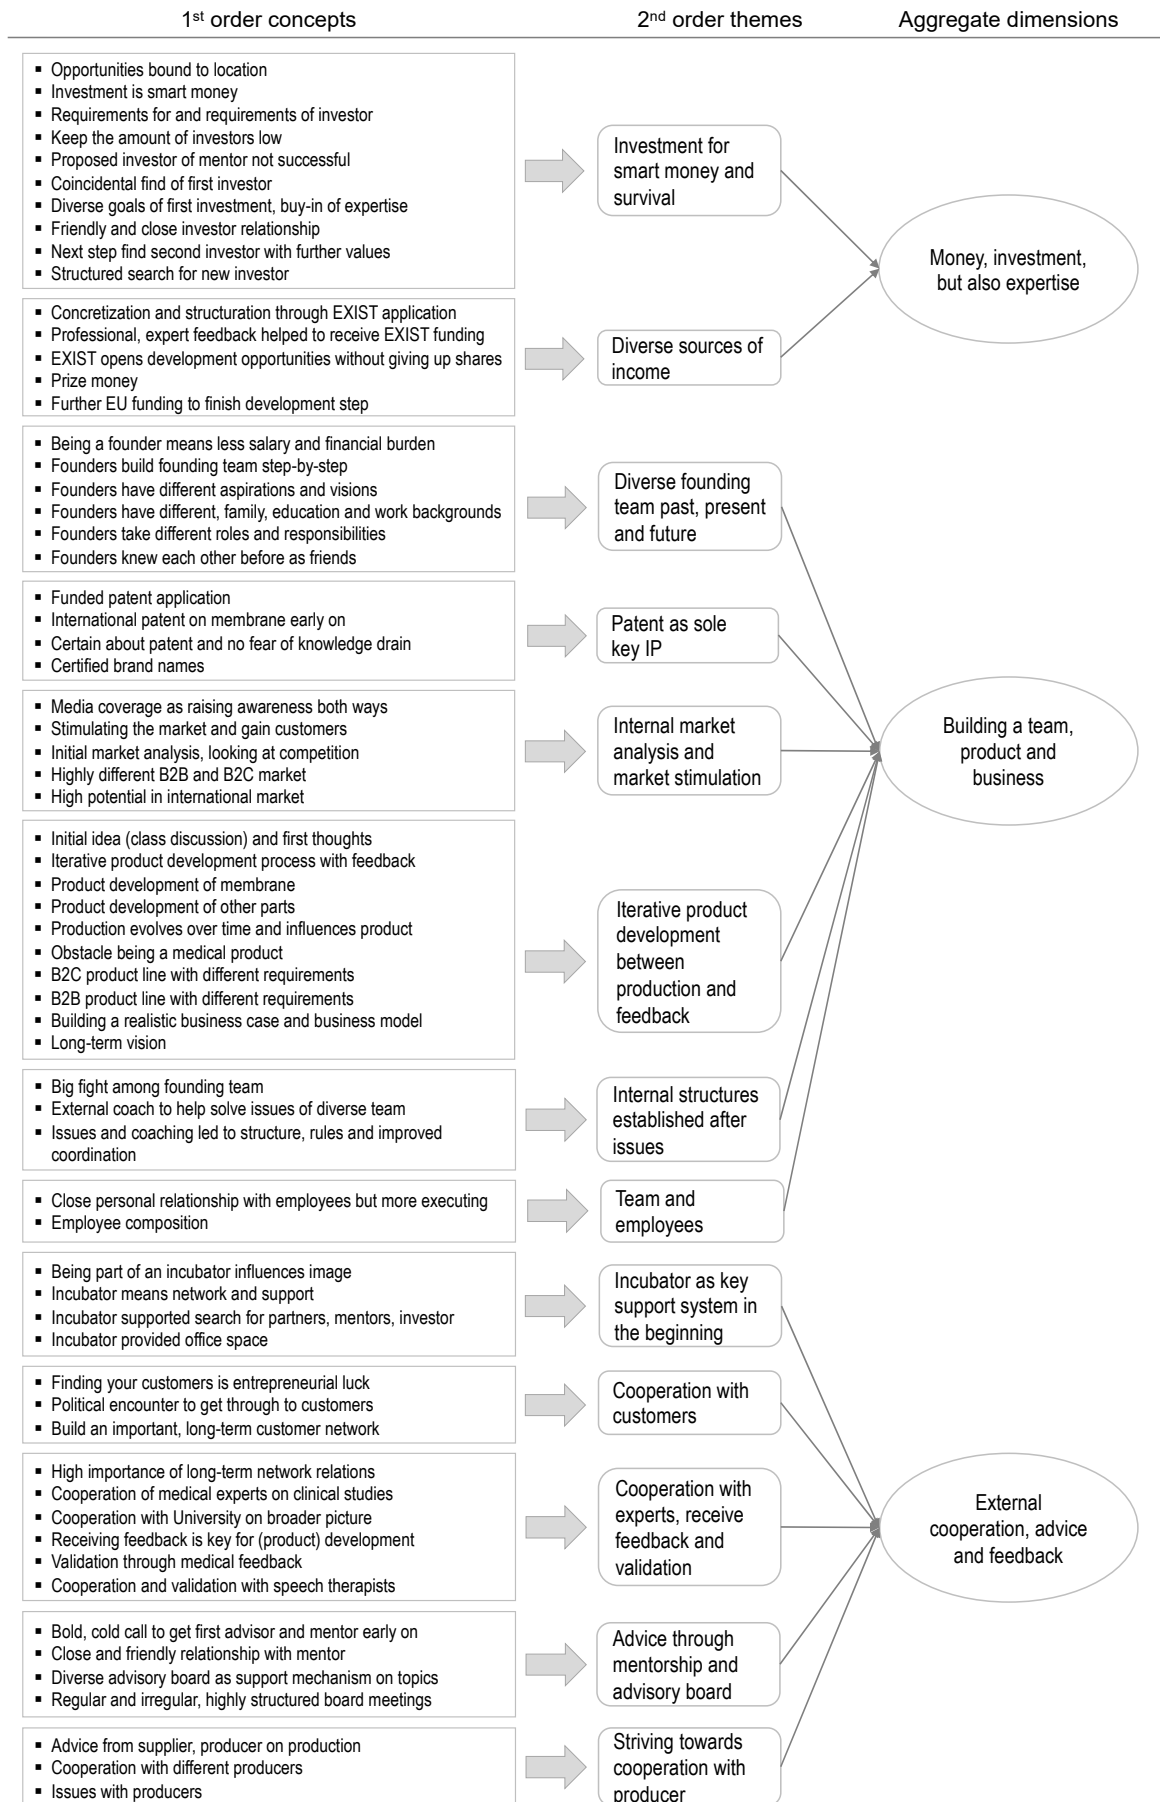 1st order concepts
2nd order themes
Aggregate dimensions
▪ Opportunities bound to location
▪ Investment is smart money
▪ Requirements for and requirements of investor
▪ Keep the amount of investors low
▪ Proposed investor of mentor not successful
▪ Coincidental find of first investor
▪ Diverse goals of first investment, buy-in of expertise
▪ Friendly and close investor relationship
▪ Next step find second investor with further values
▪ Structured search for new investor
Investment for
smart money and
survival
Money, investment,
but also expertise
▪ Concretization and structuration through EXIST application
▪ Professional, expert feedback helped to receive EXIST funding
▪ EXIST opens development opportunities without giving up shares
▪ Prize money
▪ Further EU funding to finish development step
Diverse sources of
income
▪ Being a founder means less salary and financial burden
▪ Founders build founding team step-by-step
▪ Founders have different aspirations and visions
▪ Founders have different, family, education and work backgrounds
▪ Founders take different roles and responsibilities
▪ Founders knew each other before as friends
Diverse founding
team past, present
and future
▪ Funded patent application
▪ International patent on membrane early on
▪ Certain about patent and no fear of knowledge drain
▪ Certified brand names
Patent as sole
key IP
▪ Media coverage as raising awareness both ways
▪ Stimulating the market and gain customers
▪ Initial market analysis, looking at competition
▪ Highly different B2B and B2C market
▪ High potential in international market
Internal market
analysis and
market stimulation
Building a team,
product and
business
▪ Initial idea (class discussion) and first thoughts
▪ Iterative product development process with feedback
▪ Product development of membrane
▪ Product development of other parts
▪ Production evolves over time and influences product
▪ Obstacle being a medical product
▪ B2C product line with different requirements
▪ B2B product line with different requirements
▪ Building a realistic business case and business model
▪ Long-term vision
Iterative product
development
between
production and
feedback
▪ Big fight among founding team
▪ External coach to help solve issues of diverse team
▪ Issues and coaching led to structure, rules and improved
coordination
Internal structures
established after
issues
▪ Close personal relationship with employees but more executing
▪ Employee composition
Team and
employees
▪ Being part of an incubator influences image
▪ Incubator means network and support
▪ Incubator supported search for partners, mentors, investor
▪ Incubator provided office space
Incubator as key
support system in
the beginning
▪ Finding your customers is entrepreneurial luck
▪ Political encounter to get through to customers
▪ Build an important, long-term customer network
Cooperation with
customers
▪ High importance of long-term network relations
▪ Cooperation of medical experts on clinical studies
▪ Cooperation with University on broader picture
▪ Receiving feedback is key for (product) development
▪ Validation through medical feedback
▪ Cooperation and validation with speech therapists
Cooperation with
experts, receive
feedback and
validation
External
cooperation, advice
and feedback
▪ Bold, cold call to get first advisor and mentor early on
▪ Close and friendly relationship with mentor
▪ Diverse advisory board as support mechanism on topics
▪ Regular and irregular, highly structured board meetings
Advice through
mentorship and
advisory board
▪ Advice from supplier, producer on production
▪ Cooperation with different producers
▪ Issues with producers
Striving towards
cooperation with
producer